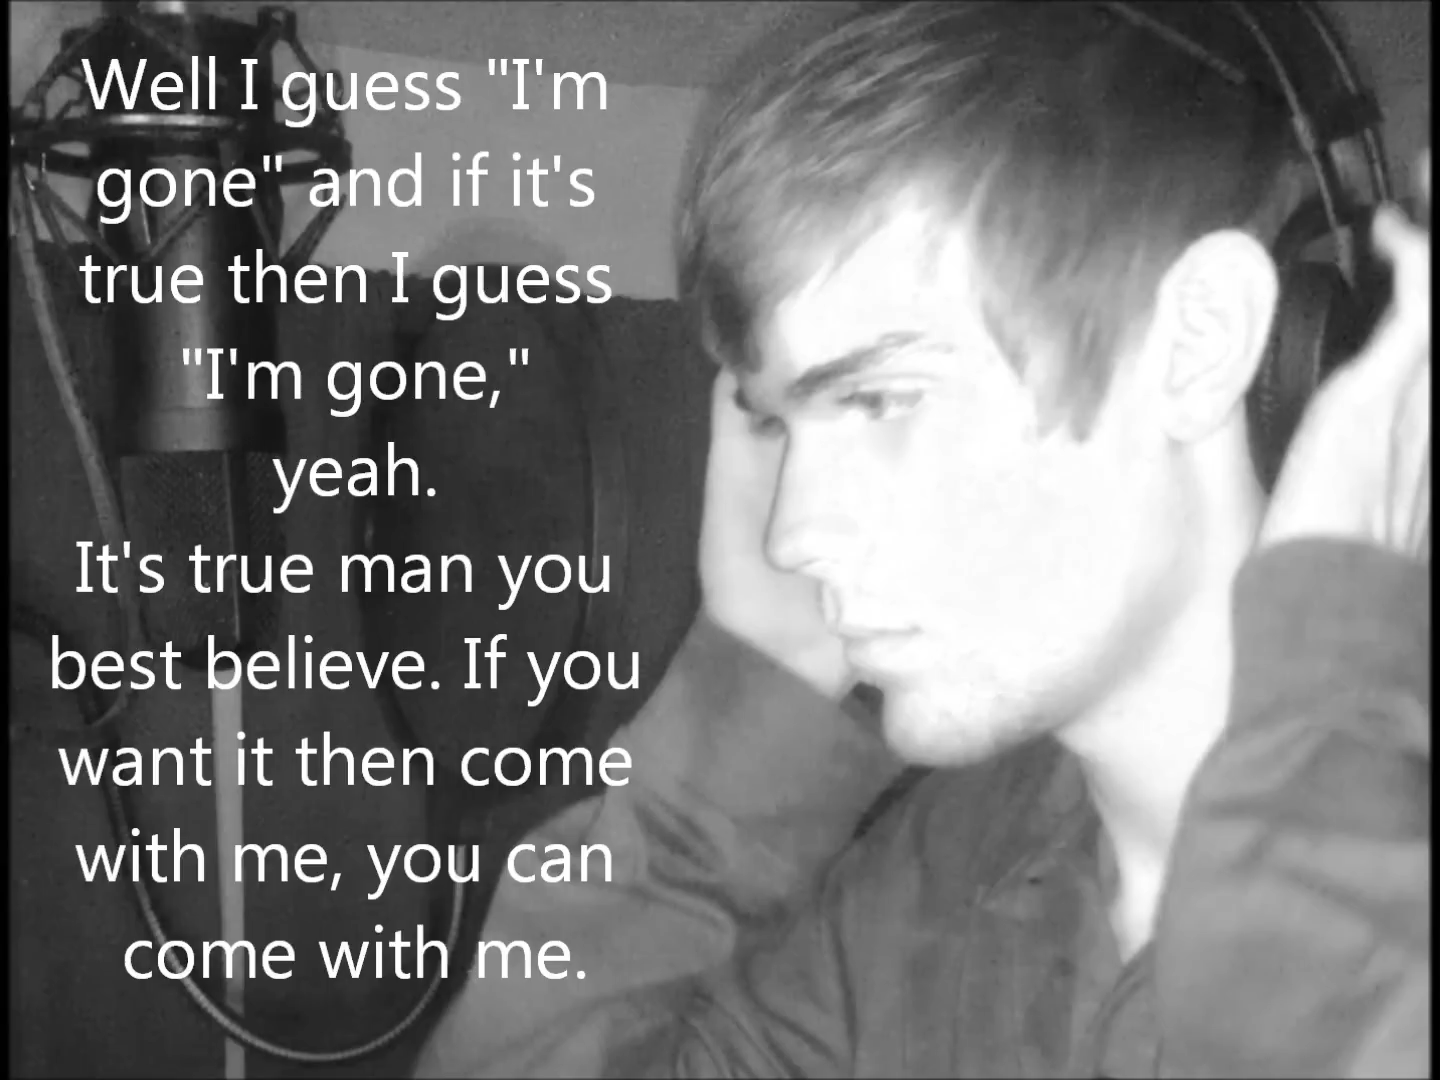 Well I guess "I'm
gone" and if it's
true then I guess
"I'm gone,"
yeah.
It's true man you
best believe. If you
want it then come
with me, you can
come with me.